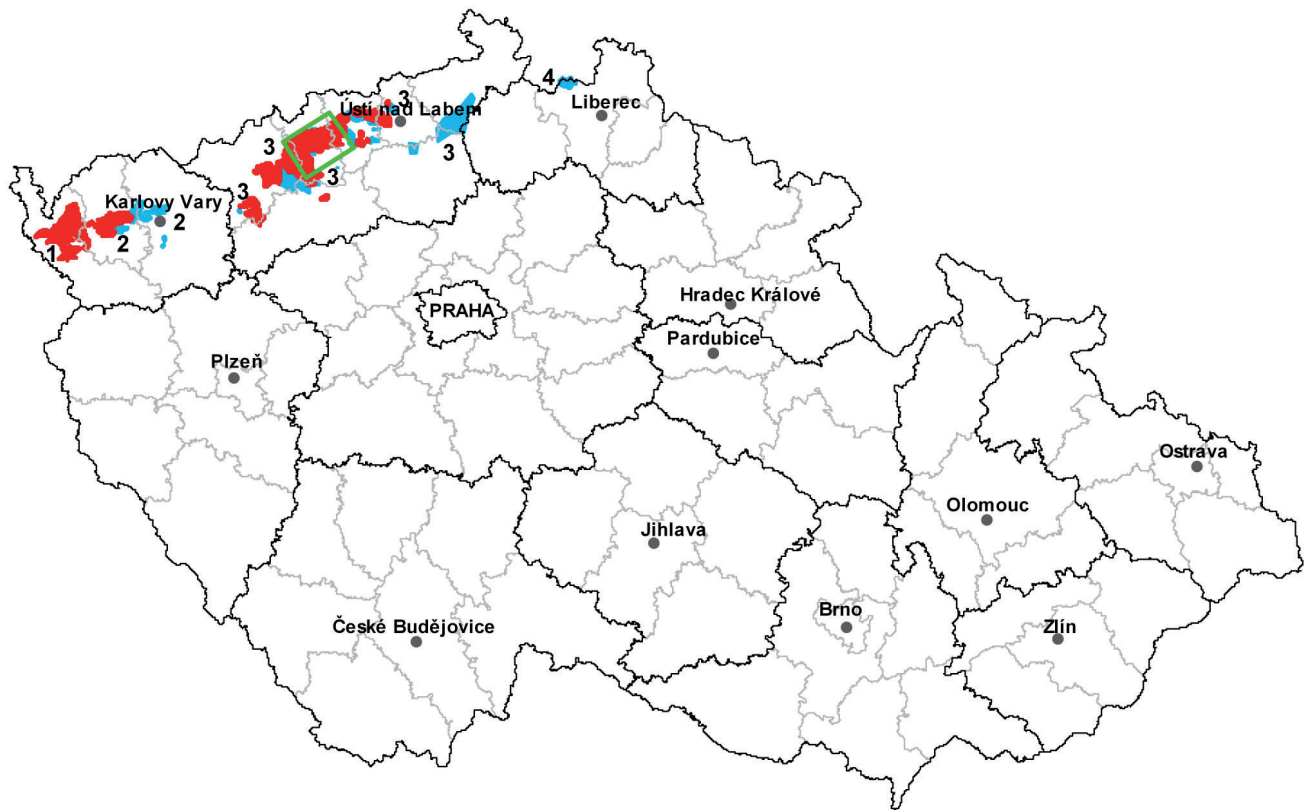 4
3
Liberec
Ústí nad Labem
3
3
3
3
Karlovy Vary
2
2
1
Hradec Králové
PRAHA
Pardubice
Plzeň
Ostrava
Olomouc
Jihlava
Brno
České Budějovice
Zlín